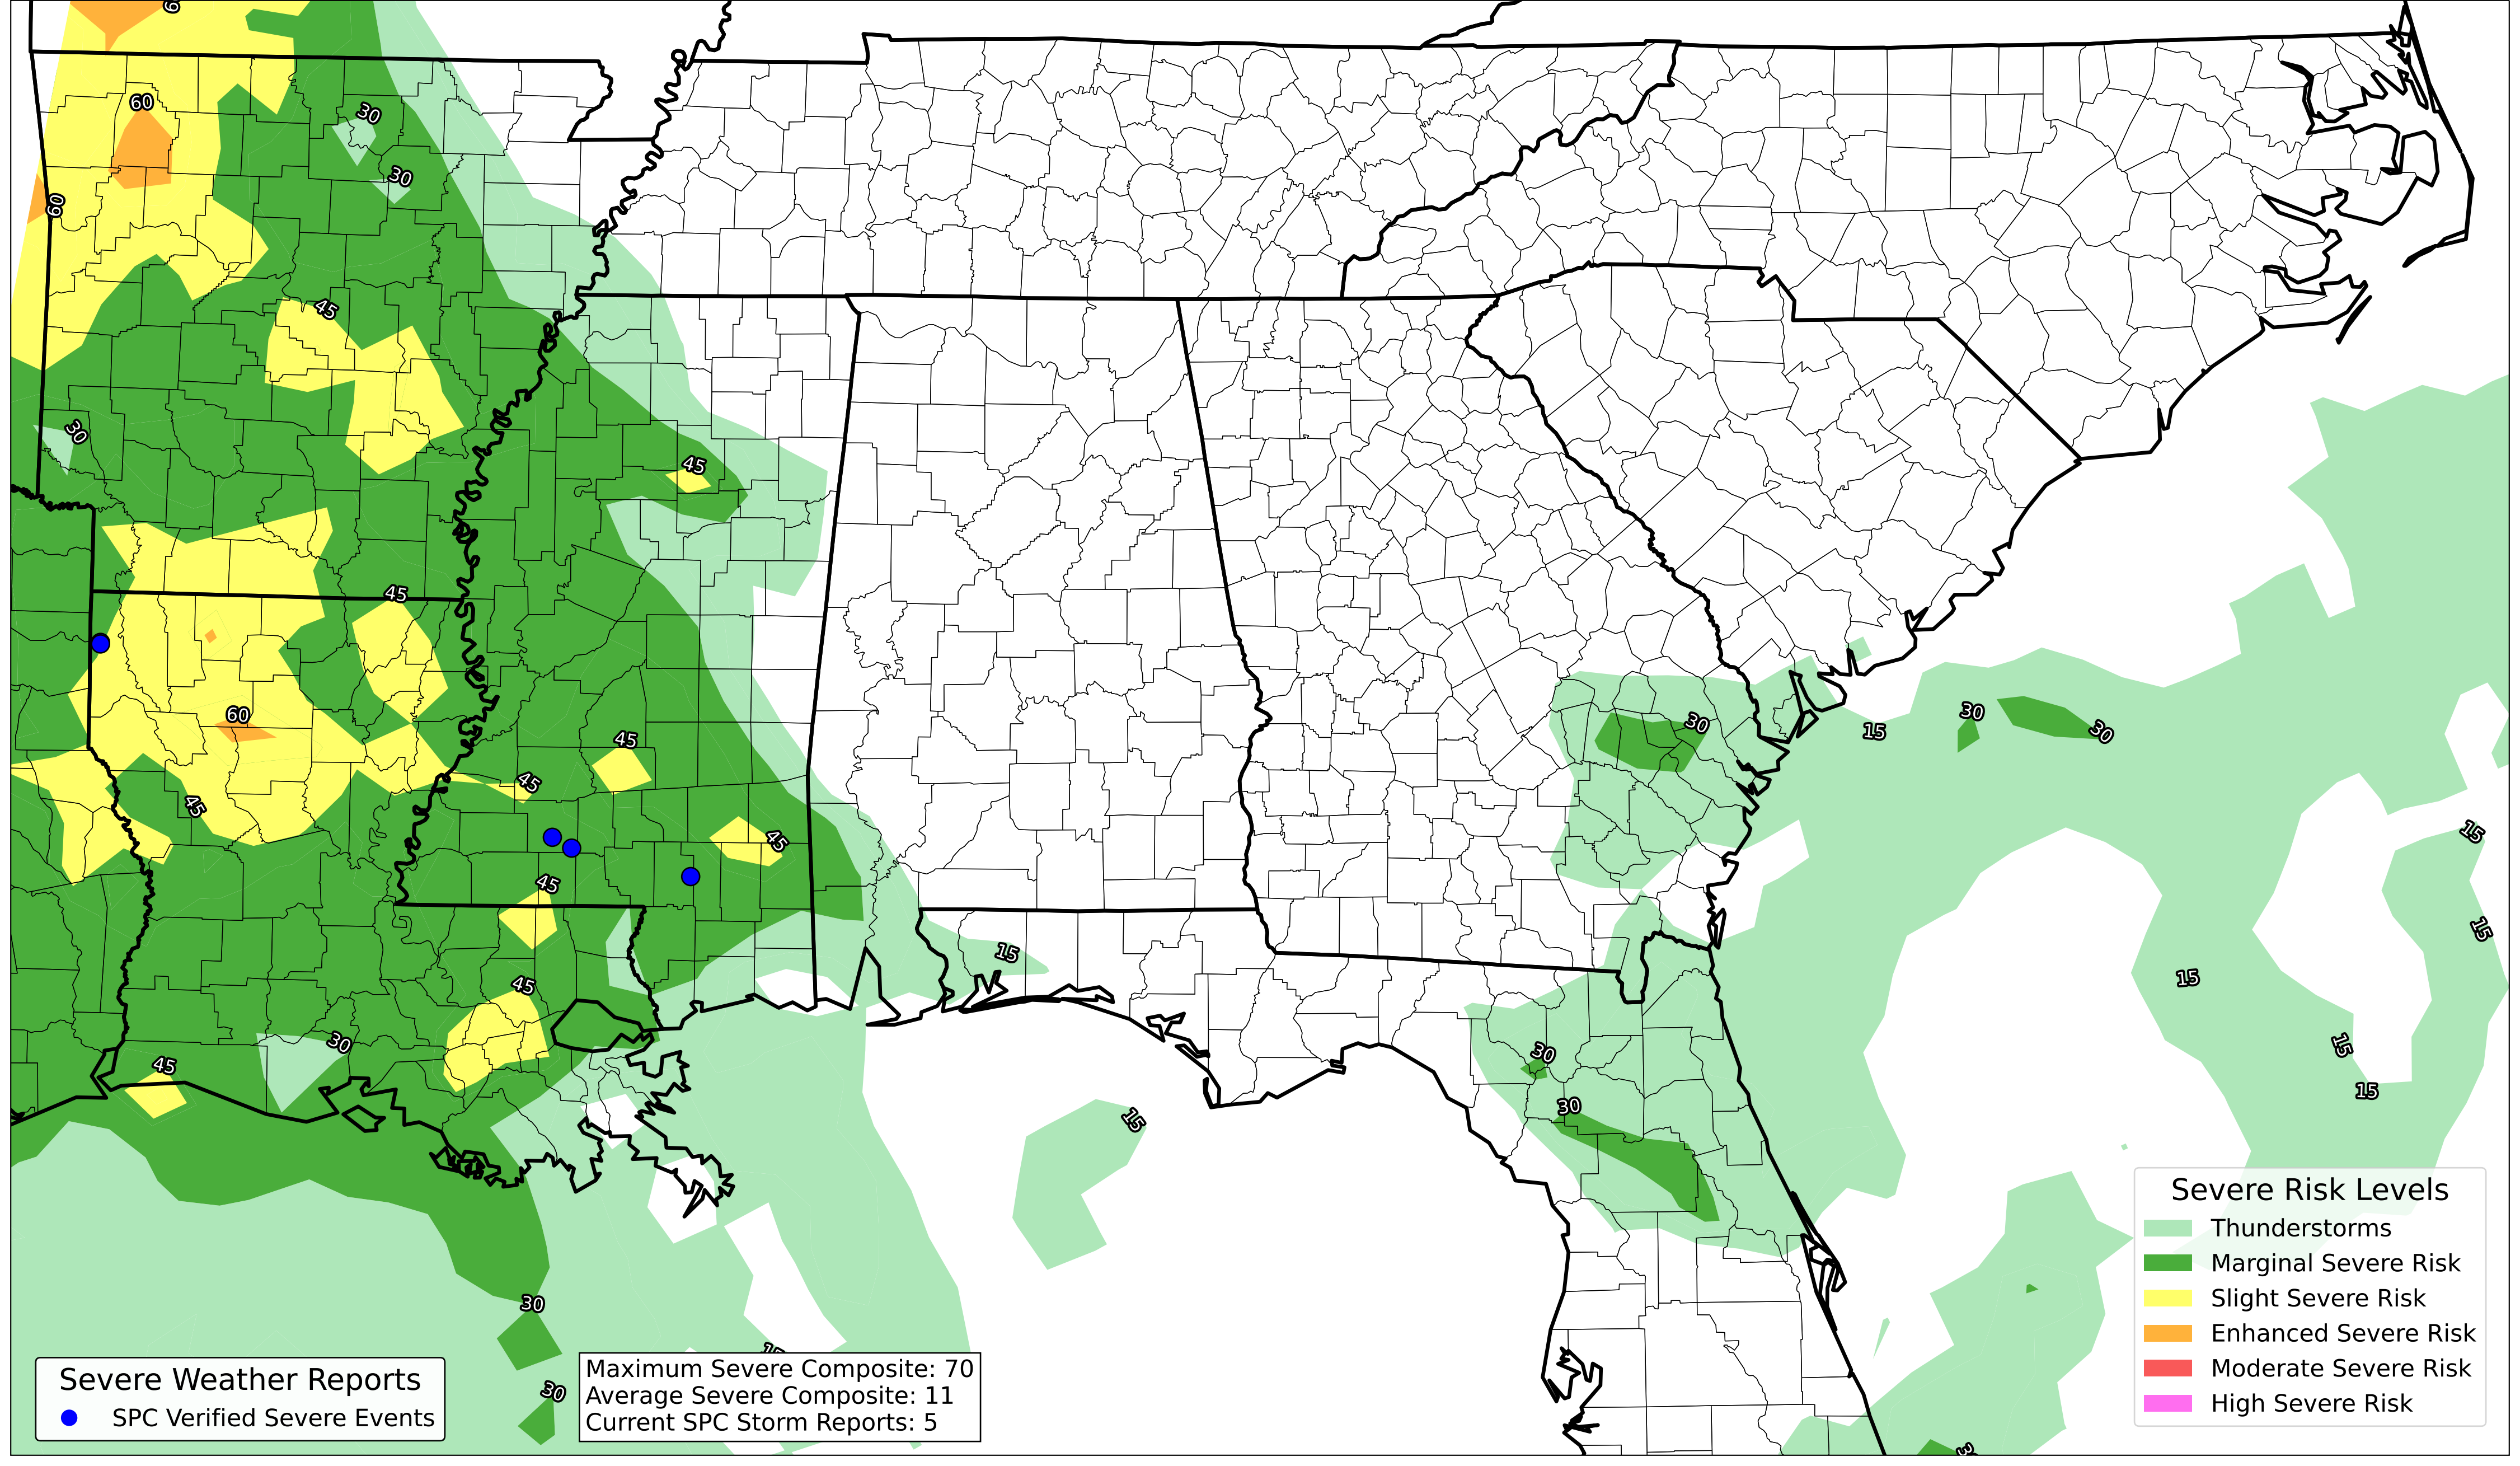 60
30
30
60
45
30
45
45
60
45
45
45
45
45
45
45
30
45
30
30
15
30
30
15
15
15
15
15
15
30
30
15
30
30
Severe Weather Reports
SPC Verified Severe Events
Maximum Severe Composite: 70
Average Severe Composite: 11
Current SPC Storm Reports: 5
Severe Risk Levels
Thunderstorms
Marginal Severe Risk
Slight Severe Risk
Enhanced Severe Risk
Moderate Severe Risk
High Severe Risk